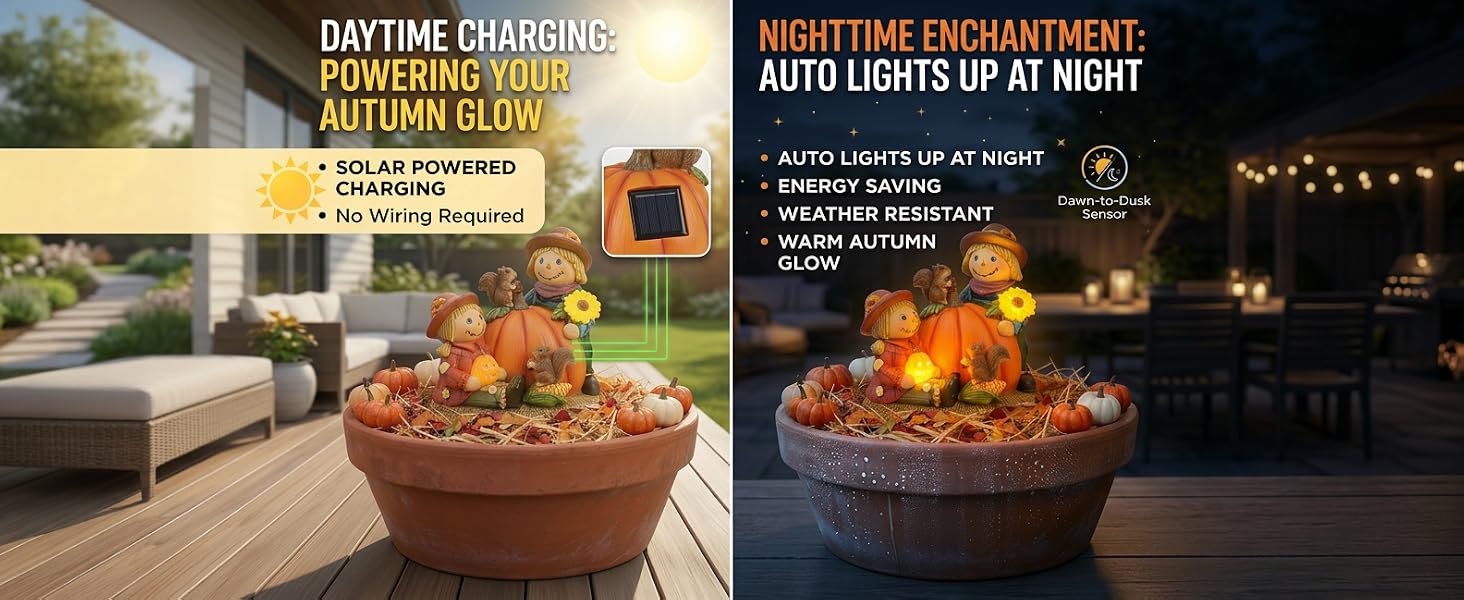 DAYTIME CHARGING:
POWERING YOUR
AUTUMN GLOW
• SOLAR POWERED
CHARGING
• No Wiring Required
NIGHTTIME ENCHANTMENT:
AUTO LIGHTS UP AT NIGHT
• AUTO LIGHTS UP AT NIGHT
• ENERGY SAVING
• WEATHER RESISTANT
• WARM AUTUMN
GLOW
Dawn-to-Dusk
Sensor